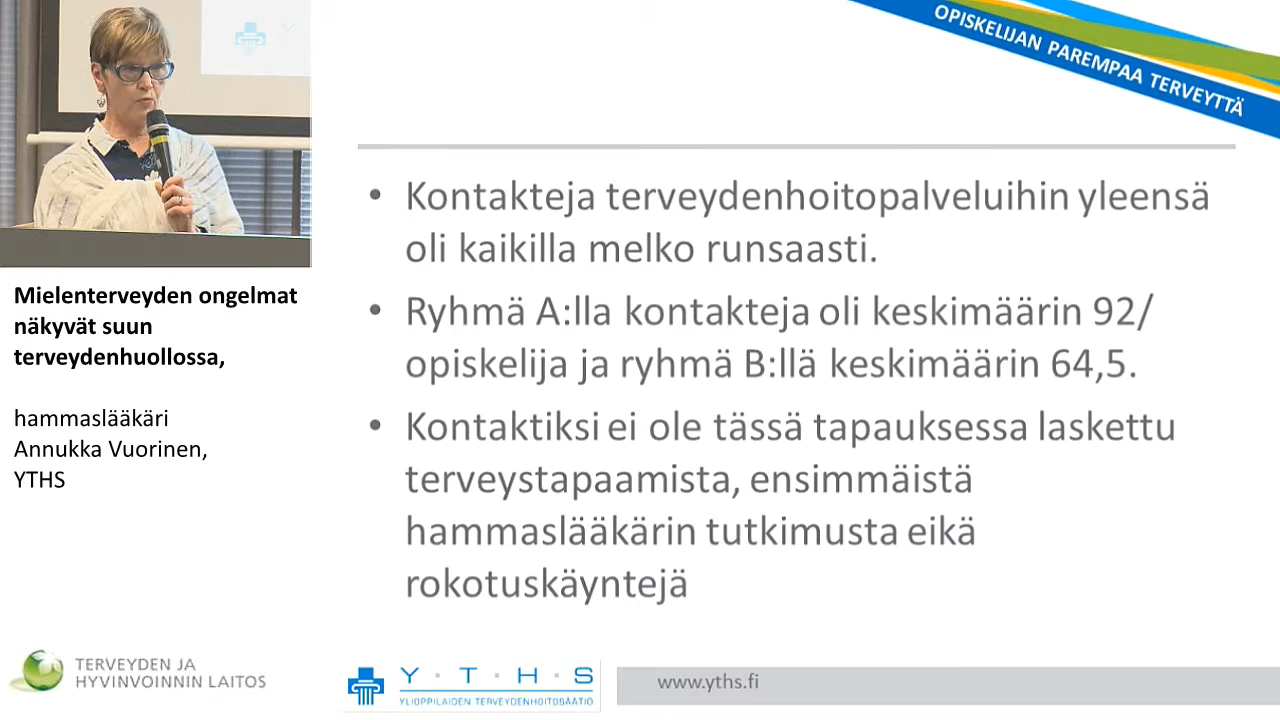 OPISKELIJAN PAREMPAA TERVEYTTÄ
Mielenterveyden ongelmat
näkyvät suun
terveydenhuollossa,
hammaslääkäri
Annukka Vuorinen,
YTHS
• Kontakteja terveydenhoitopalveluihin yleensä
oli kaikilla melko runsaasti.
• Ryhmä A:lla kontakteja oli keskimäärin 92/
opiskelija ja ryhmä B:llä keskimäärin 64,5.
• Kontaktiksi ei ole tässä tapauksessa laskettu
terveystapaamista, ensimmäistä
hammaslääkärin tutkimusta eikä
rokotuskäyntejä
TERVEYDEN JA
HYVINVOINNIN LAITOS
Y · T · H · S
YLIOPPILAIDEN TERVEYDENHOITOSÄÄTIÖ
www.yths.fi